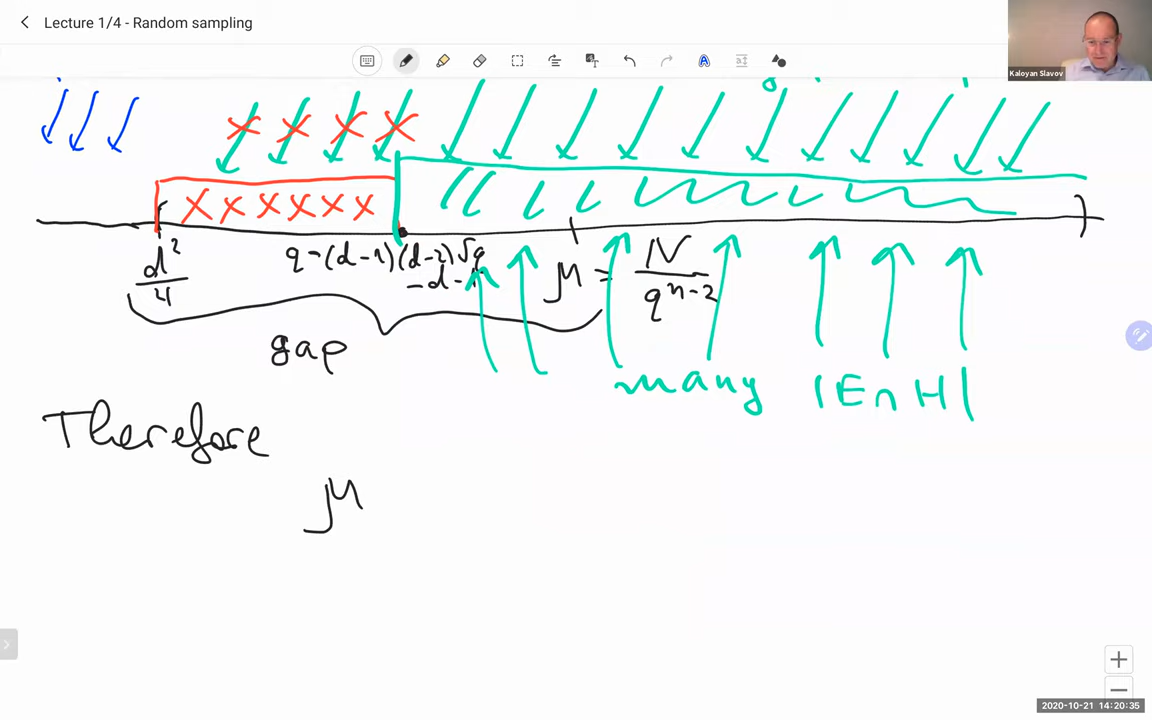 Lecture 1/4 - Random sampling
Kaloyan Slavov
X X X X
X X X X X X
d²/4
q-(d-1)(d-2)√q
-d-1
μ = N/qⁿ⁻²
gap
many |E∩H|
Therefore
μ
2020-10-21 14:20:35